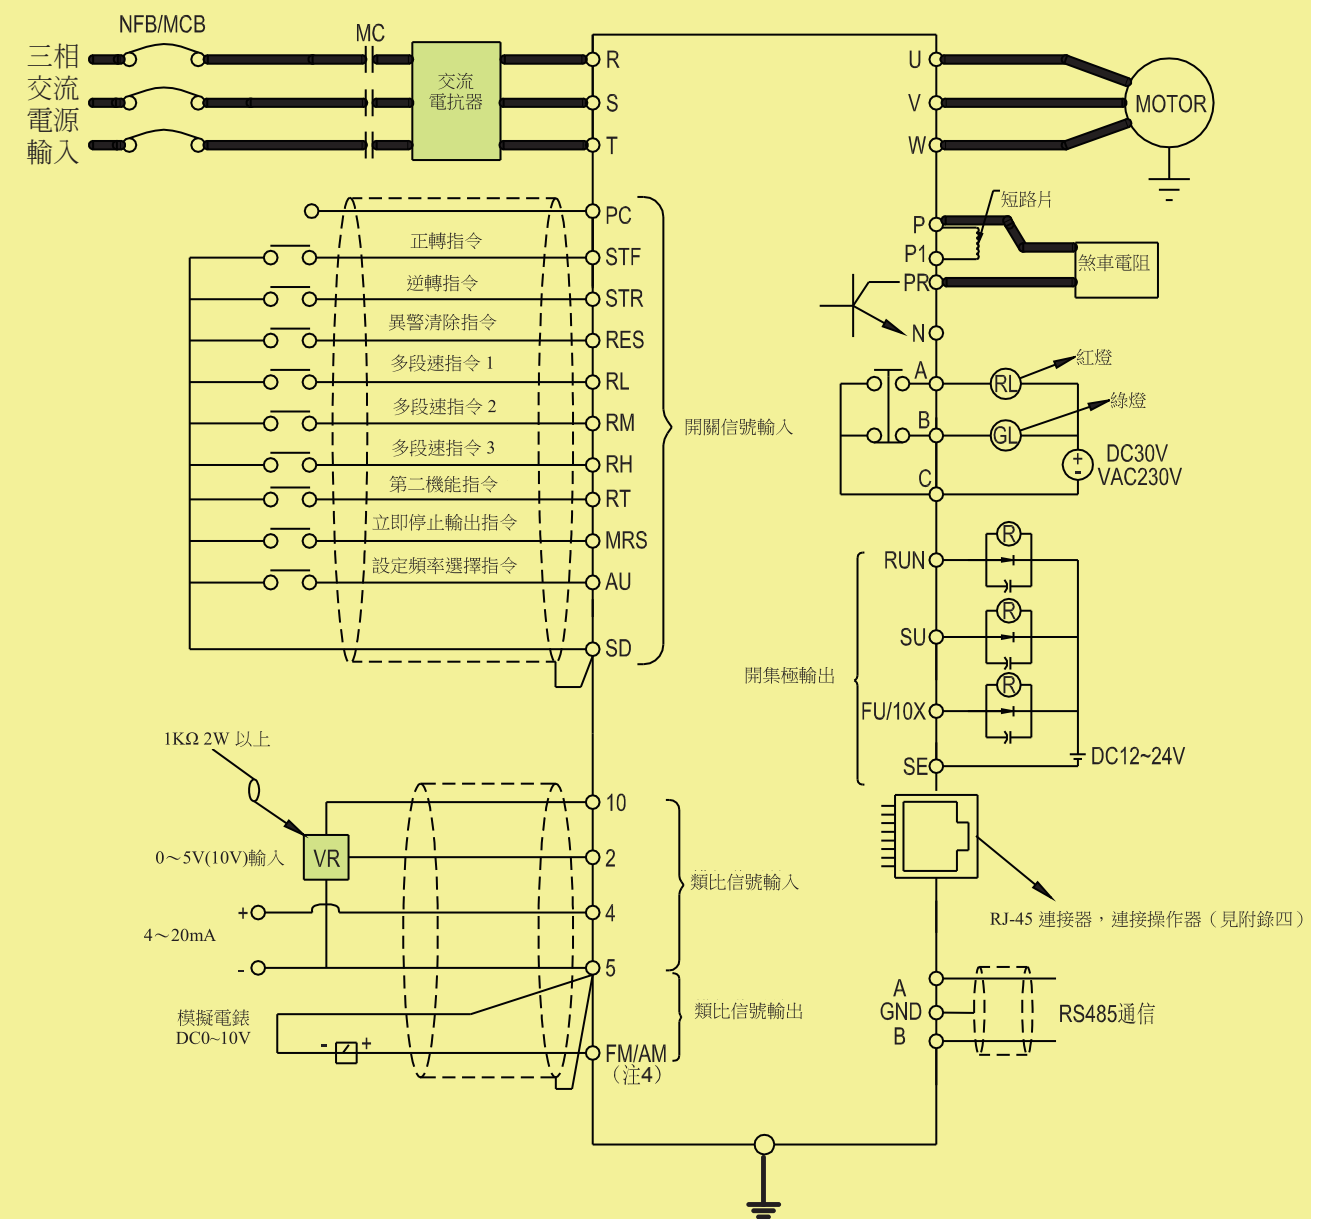 NFB/MCB
MC
三相
交流
電源
輸入
交流
電抗器
R
S
T
U
V
W
MOTOR
PC
正轉指令
STF
逆轉指令
STR
異警清除指令
RES
多段速指令 1
RL
多段速指令 2
RM
多段速指令 3
RH
第二機能指令
RT
立即停止輸出指令
MRS
設定頻率選擇指令
AU
SD
開關信號輸入
P
短路片
P1
煞車電阻
PR
N
A
RL
紅燈
B
GL
綠燈
C
+
-
DC30V
VAC230V
RUN
R
SU
R
開集極輸出
FU/10X
R
SE
DC12~24V
1KΩ 2W 以上
10
VR
0～5V(10V)輸入
2
類比信號輸入
+
4
4～20mA
-
5
RJ-45 連接器，連接操作器（見附錄四）
模擬電錶
DC0~10V
- +
FM/AM
（注4）
類比信號輸出
A
GND
B
RS485通信